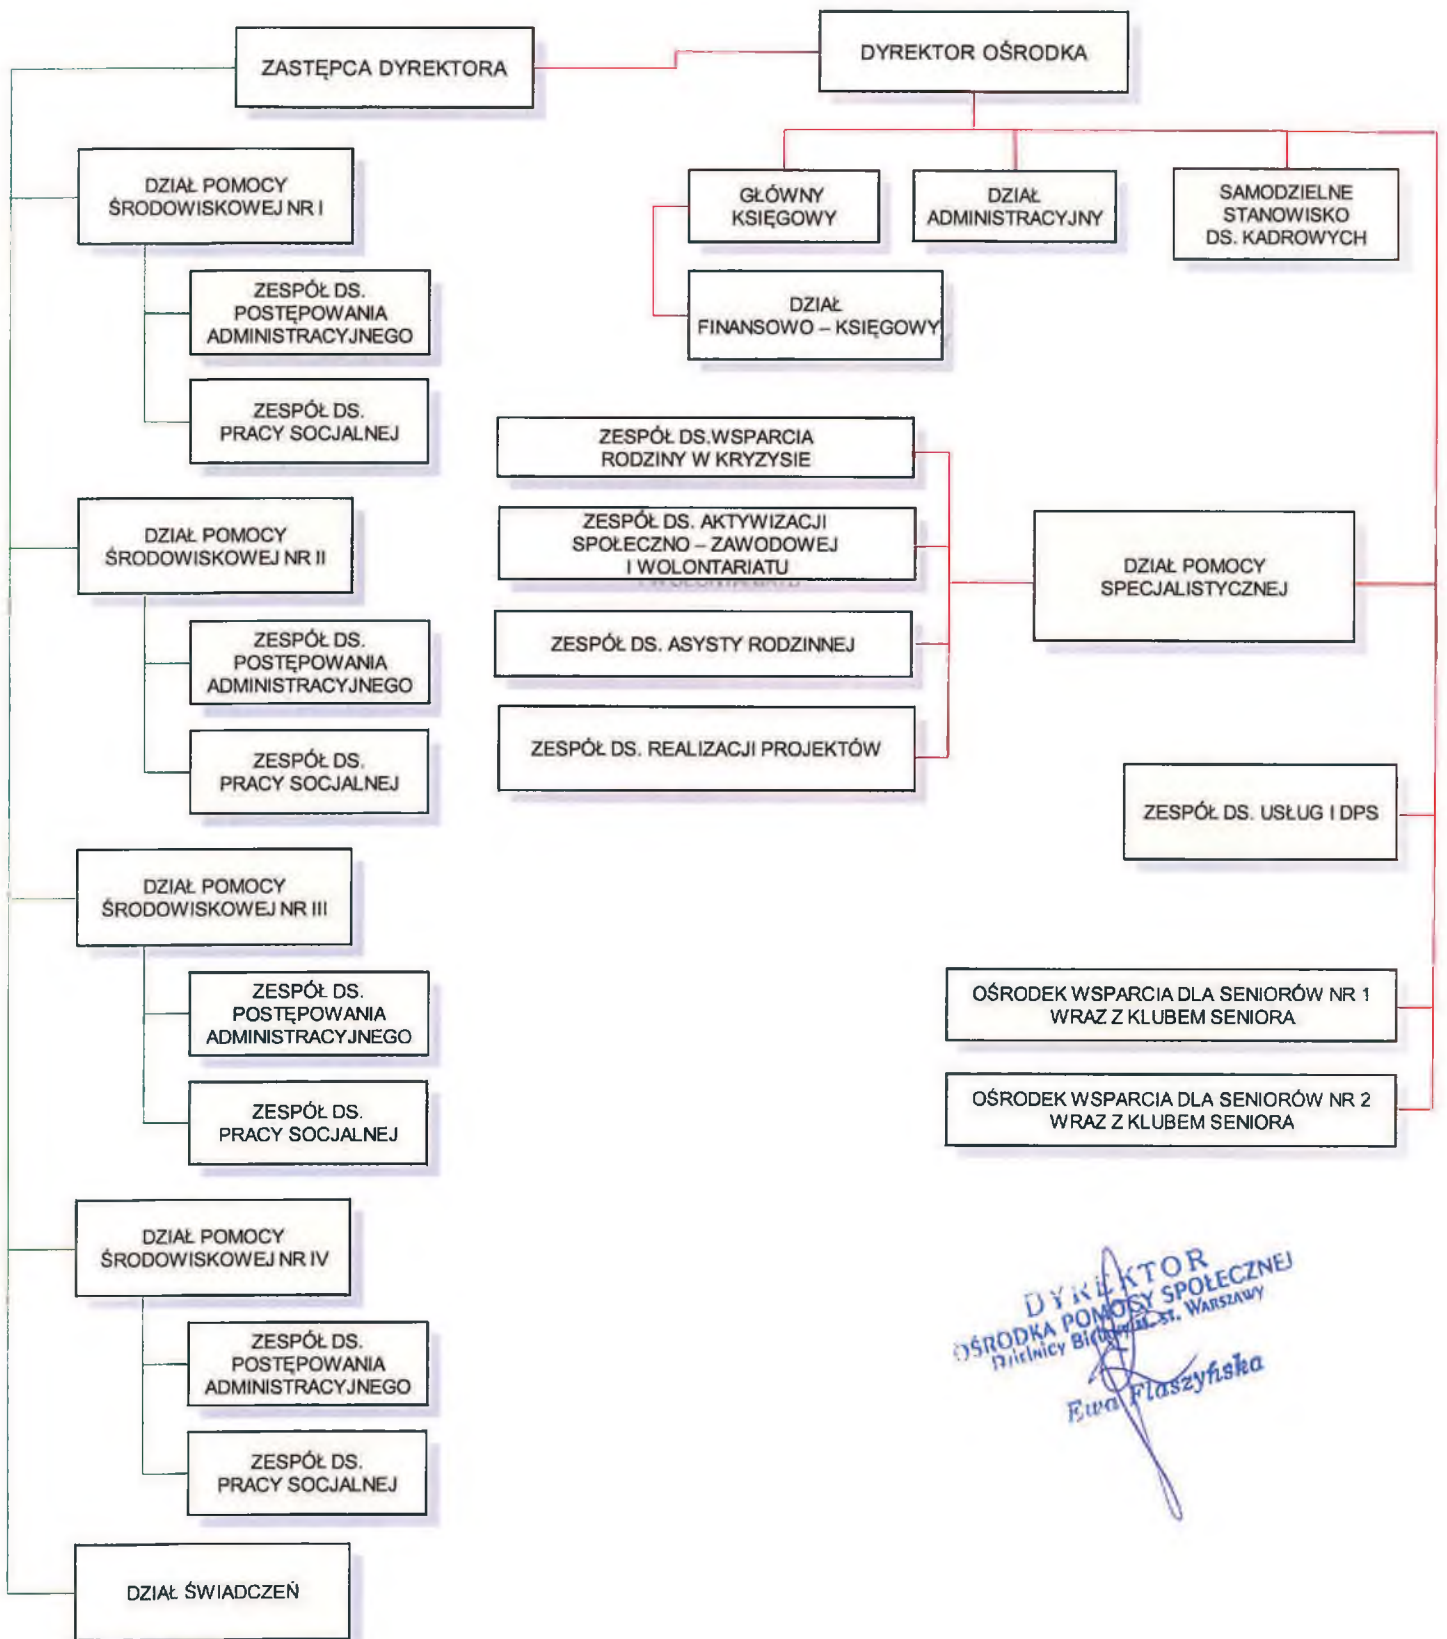 ZASTĘPCA DYREKTORA
DYREKTOR OŚRODKA
DZIAŁ POMOCY
ŚRODOWISKOWEJ NR I
ZESPÓŁ DS.
POSTĘPOWANIA
ADMINISTRACYJNEGO
ZESPÓŁ DS.
PRACY SOCJALNEJ
DZIAŁ POMOCY
ŚRODOWISKOWEJ NR II
ZESPÓŁ DS.
POSTĘPOWANIA
ADMINISTRACYJNEGO
ZESPÓŁ DS.
PRACY SOCJALNEJ
DZIAŁ POMOCY
ŚRODOWISKOWEJ NR III
ZESPÓŁ DS.
POSTĘPOWANIA
ADMINISTRACYJNEGO
ZESPÓŁ DS.
PRACY SOCJALNEJ
DZIAŁ POMOCY
ŚRODOWISKOWEJ NR IV
ZESPÓŁ DS.
POSTĘPOWANIA
ADMINISTRACYJNEGO
ZESPÓŁ DS.
PRACY SOCJALNEJ
DZIAŁ ŚWIADCZEŃ
GŁÓWNY
KSIĘGOWY
DZIAŁ
FINANSOWO – KSIĘGOWY
DZIAŁ
ADMINISTRACYJNY
SAMODZIELNE
STANOWISKO
DS. KADROWYCH
ZESPÓŁ DS.WSPARCIA
RODZINY W KRYZYSIE
ZESPÓŁ DS. AKTYWIZACJI
SPOŁECZNO – ZAWODOWEJ
I WOLONTARIATU
ZESPÓŁ DS. ASYSTY RODZINNEJ
ZESPÓŁ DS. REALIZACJI PROJEKTÓW
DZIAŁ POMOCY
SPECJALISTYCZNEJ
ZESPÓŁ DS. USŁUG I DPS
OŚRODEK WSPARCIA DLA SENIORÓW NR 1
WRAZ Z KLUBEM SENIORA
OŚRODEK WSPARCIA DLA SENIORÓW NR 2
WRAZ Z KLUBEM SENIORA
DYREKTOR
OŚRODKA POMOCY SPOŁECZNEJ
Dzielnicy st. Warszawy
Ewa Flaszyńska